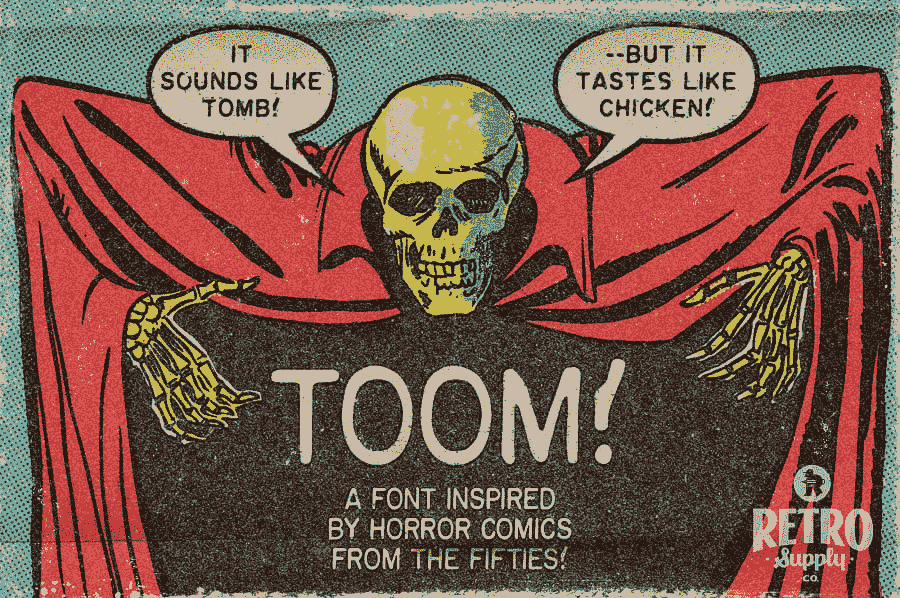 IT
SOUNDS LIKE
TOMB!
--BUT IT
TASTES LIKE
CHICKEN!
TOOM!
A FONT INSPIRED
BY HORROR COMICS
FROM THE FIFTIES!
RETRO
Supply
CO.